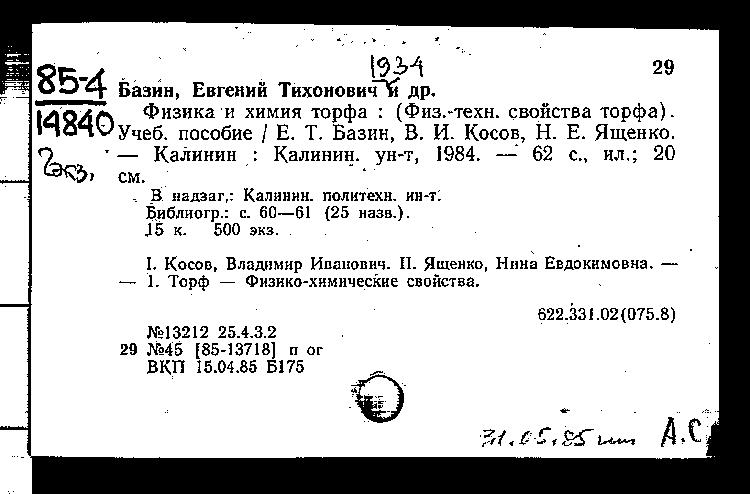 1934
29
85-4
14840
2 экз.
Базин, Евгений Тихонович и др.
Физика и химия торфа : (Физ.-техн. свойства торфа).
Учеб. пособие / Е. Т. Базин, В. И. Косов, Н. Е. Ященко.
— Калинин : Калинин. ун-т, 1984. — 62 с., ил.; 20
см.
В надзаг.: Калинин. политехн. ин-т.
Библиогр.: с. 60—61 (25 назв.).
15 к. 500 экз.
I. Косов, Владимир Иванович. II. Ященко, Нина Евдокимовна. —
— 1. Торф — Физико-химические свойства.
622.331.02(075.8)
№13212 25.4.3.2
29 №45 [85-13718] п ог
ВКП 15.04.85 Б175
31.05.85 А.С